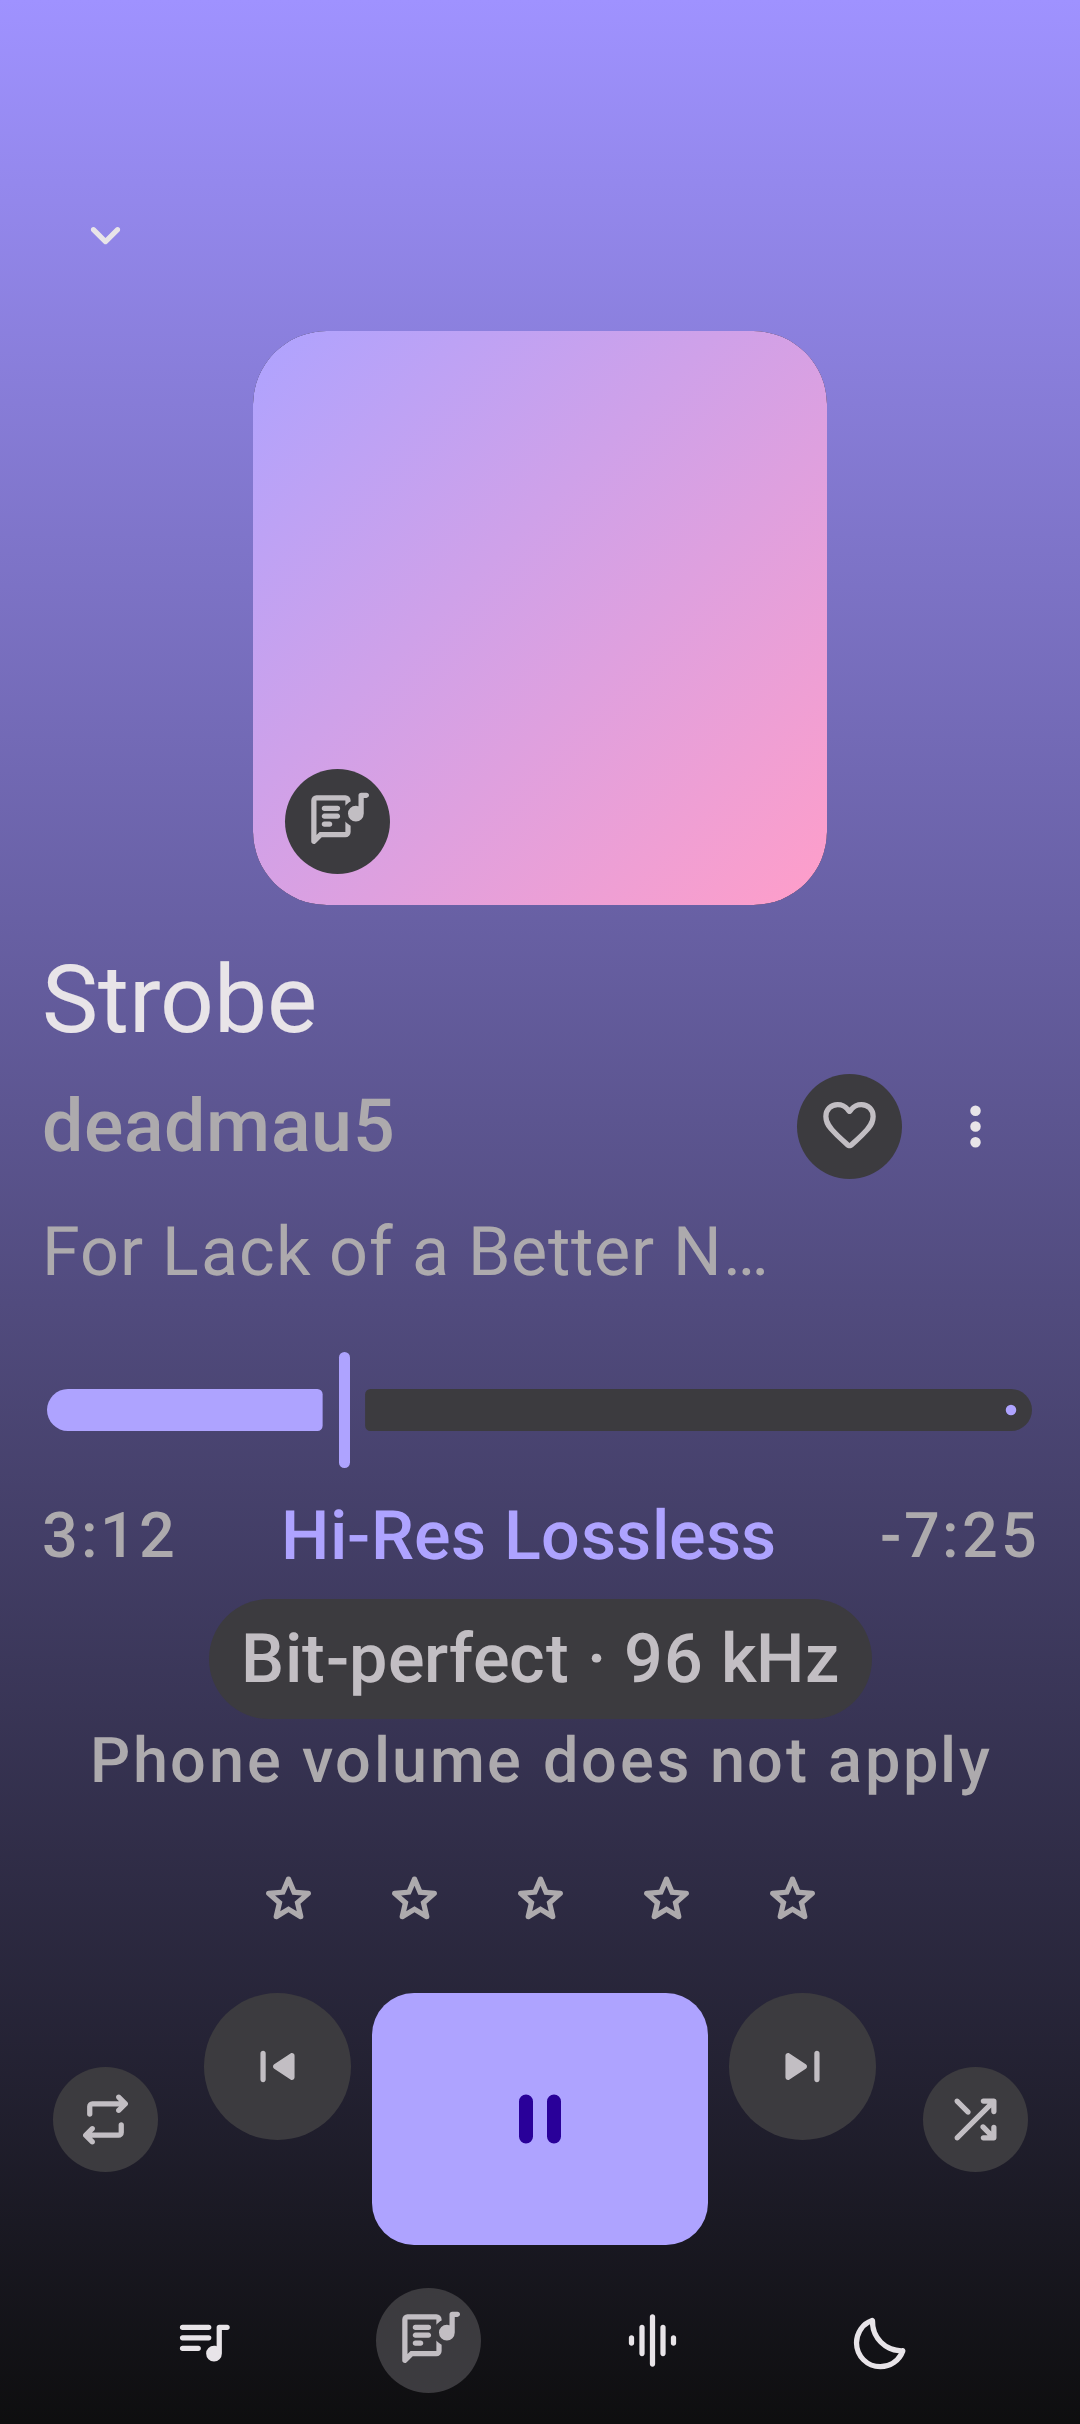 Strobe
deadmau5
For Lack of a Better N…
3:12 Hi-Res Lossless -7:25
Bit-perfect · 96 kHz
Phone volume does not apply